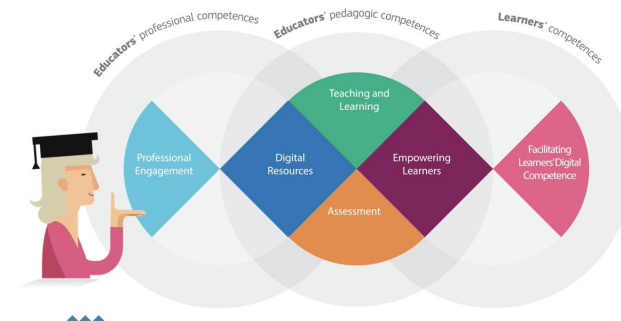 Educators' professional competences
Educators' pedagogic competences
Learners' competences
Teaching and
Learning
Professional
Engagement
Digital
Resources
Empowering
Learners
Facilitating
Learners'Digital
Competence
Assessment